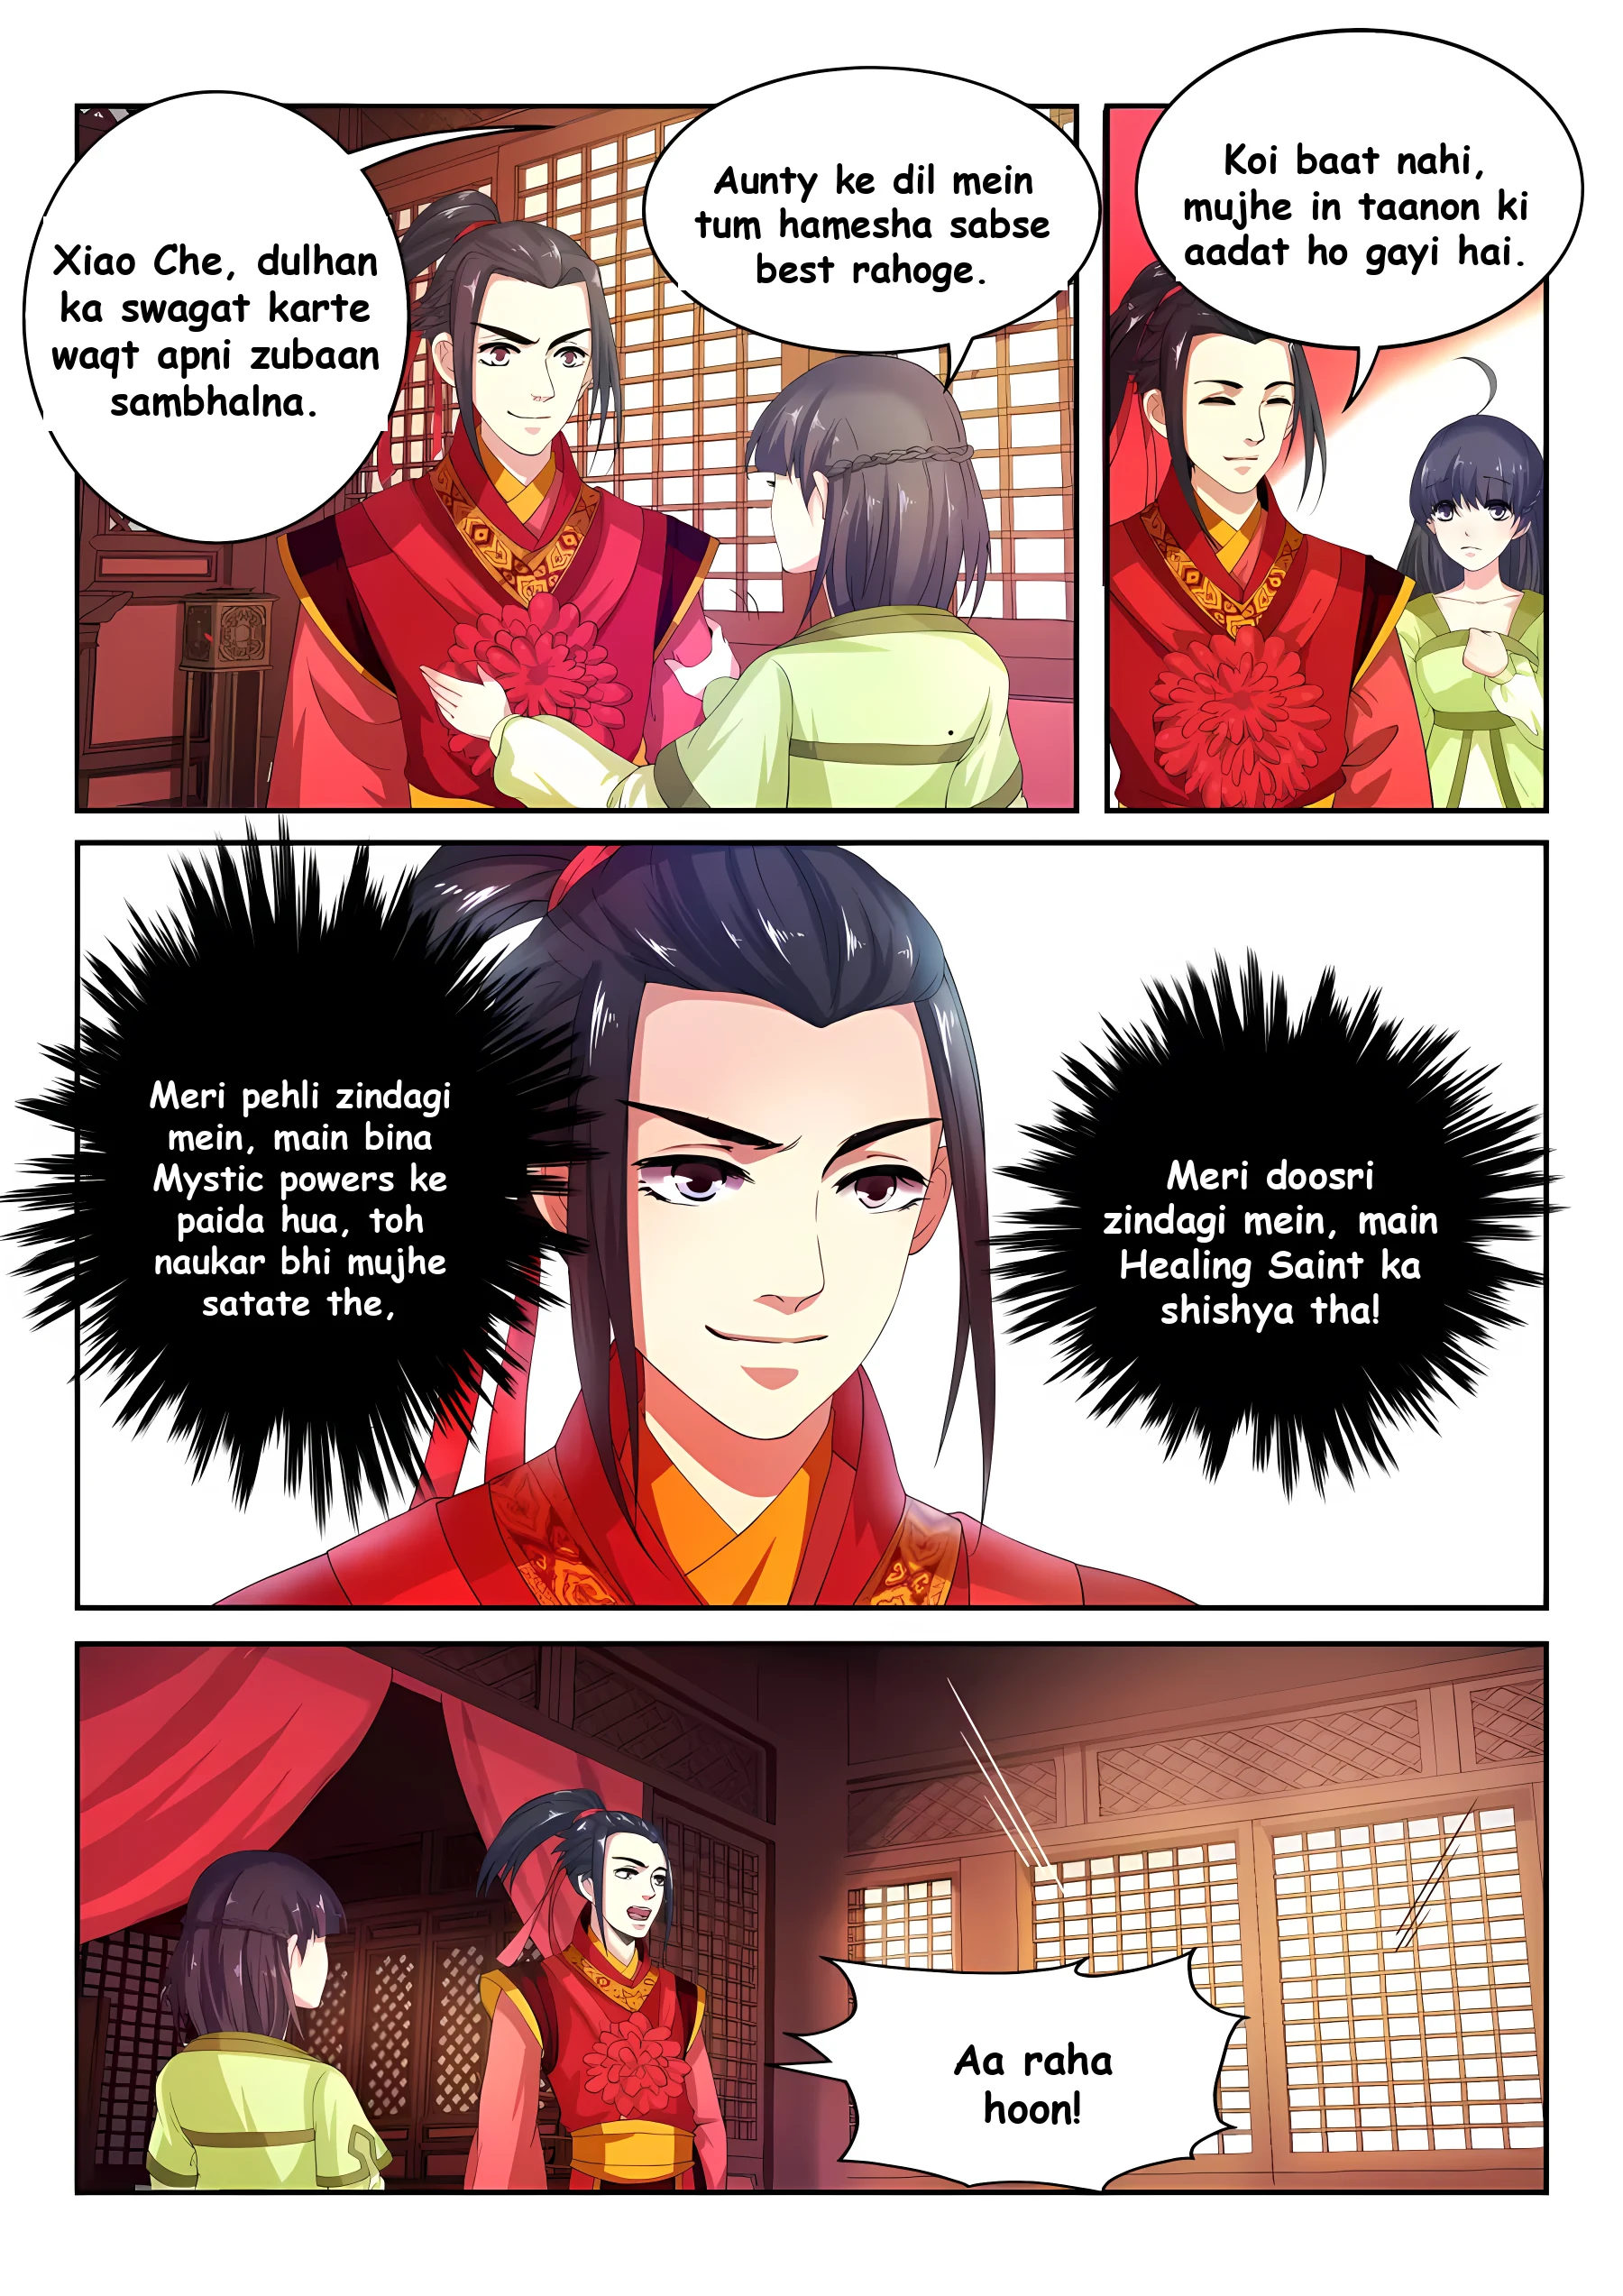 Xiao Che, dulhan
ka swagat karte
waqt apni zubaan
sambhalna.
Aunty ke dil mein
tum hamesha sabse
best rahoge.
Koi baat nahi,
mujhe in taanon ki
aadat ho gayi hai.
Meri pehli zindagi
mein, main bina
Mystic powers ke
paida hua, toh
naukar bhi mujhe
satate the,
Meri doosri
zindagi mein, main
Healing Saint ka
shishya tha!
Aa raha
hoon!